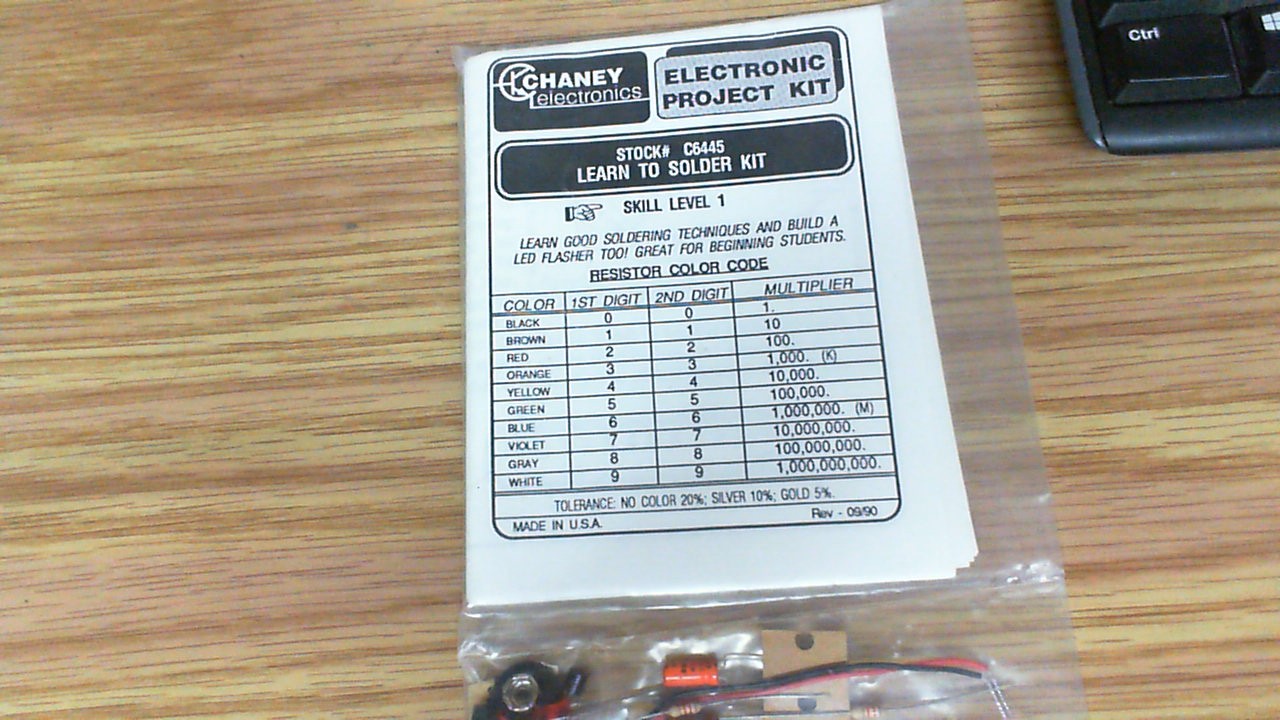 Ctrl
CHANEY
electronics
ELECTRONIC
PROJECT KIT
STOCK# C6445
LEARN TO SOLDER KIT
SKILL LEVEL 1
LEARN GOOD SOLDERING TECHNIQUES AND BUILD A
LED FLASHER TOO! GREAT FOR BEGINNING STUDENTS.
RESISTOR COLOR CODE
COLOR 1ST DIGIT 2ND DIGIT MULTIPLIER
BLACK 0 0 1.
BROWN 1 1 10
RED 2 2 100.
ORANGE 3 3 1,000. (K)
YELLOW 4 4 10,000.
GREEN 5 5 100,000.
BLUE 6 6 1,000,000. (M)
VIOLET 7 7 10,000,000.
GRAY 8 8 100,000,000.
WHITE 9 9 1,000,000,000.
TOLERANCE: NO COLOR 20%; SILVER 10%; GOLD 5%.
MADE IN U.S.A. Rev - 09/90